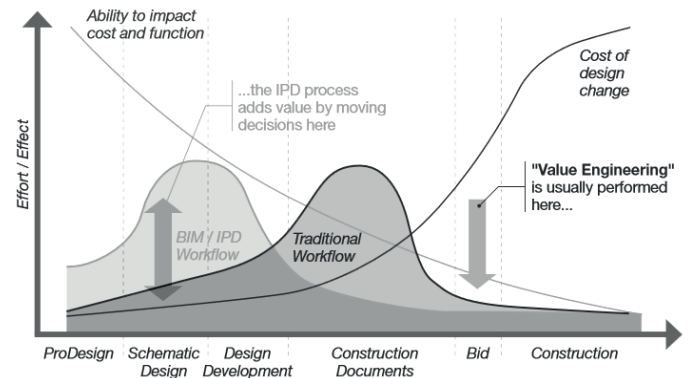 Ability to impact
cost and function
Cost of
design
change
...the IPD process
adds value by moving
decisions here
"Value Engineering"
is usually performed
here...
Effort / Effect
BIM / IPD
Workflow
Traditional
Workflow
ProDesign
Schematic
Design
Design
Development
Construction
Documents
Bid
Construction